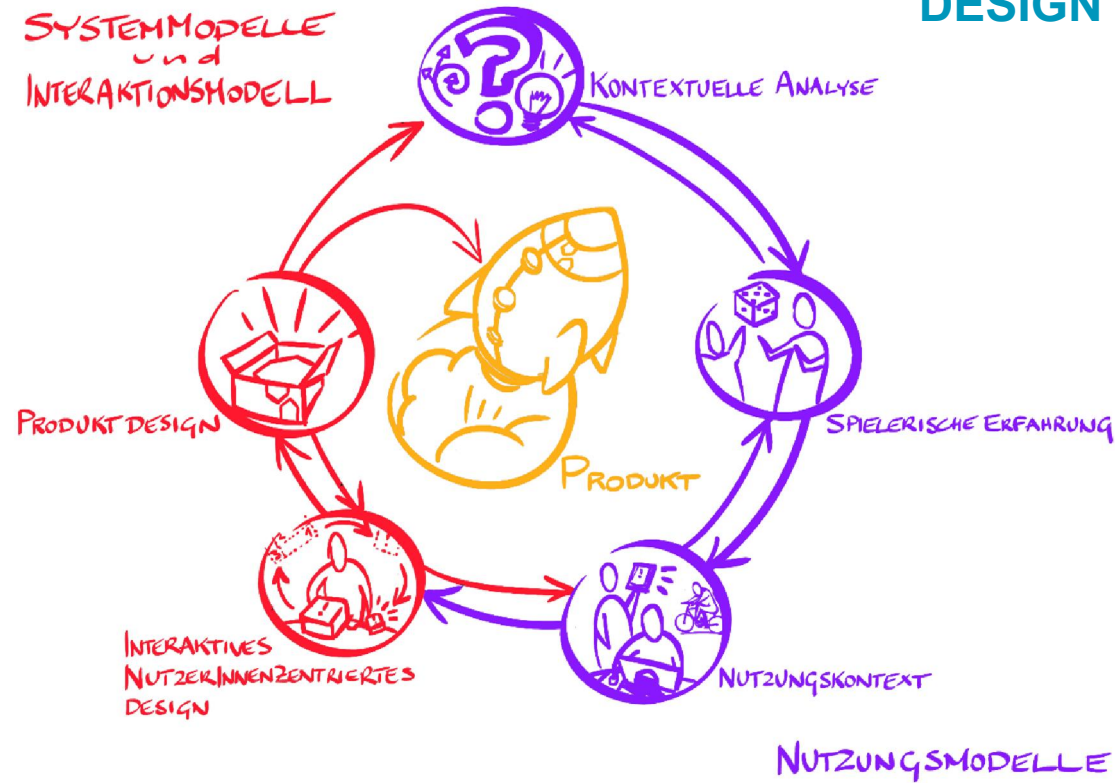 DESIGN
SYSTEMMODELLE
und
INTERAKTIONSMODELL
KONTEXTUELLE ANALYSE
PRODUKT DESIGN
SPIELERISCHE ERFAHRUNG
PRODUKT
INTERAKTIVES
NUTZERINNENZENTRIERTES
DESIGN
NUTZUNGSKONTEXT
NUTZUNGSMODELLE